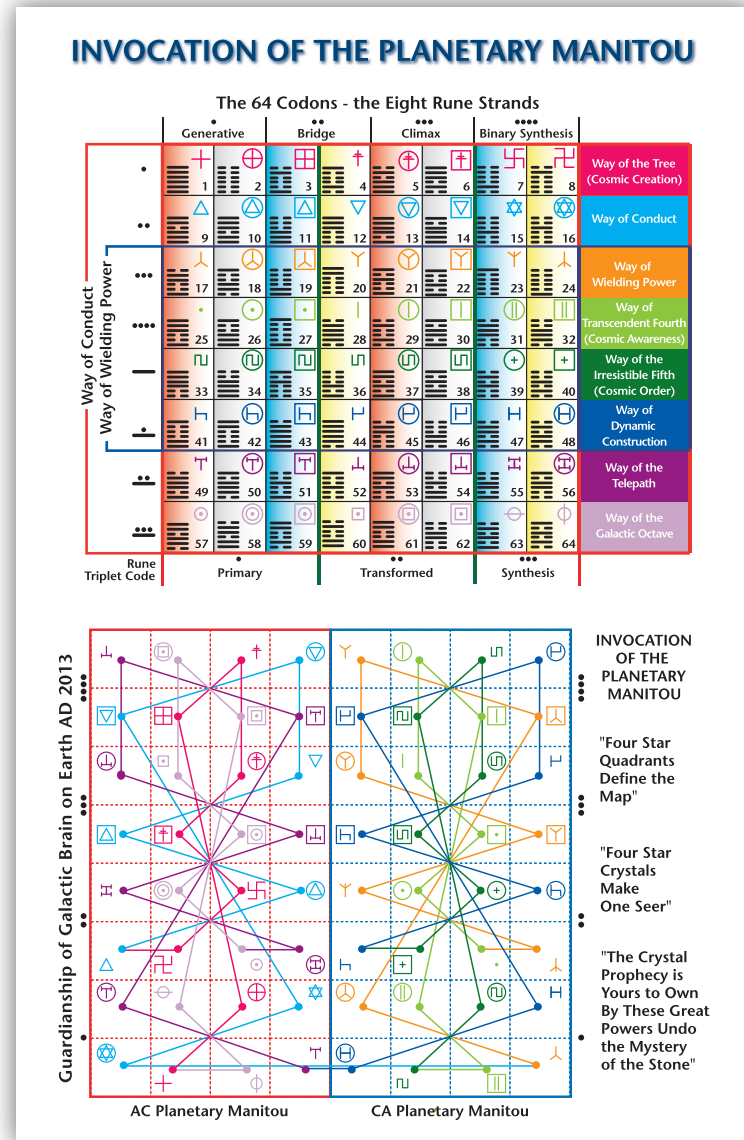 INVOCATION OF THE PLANETARY MANITOU
The 64 Codons - the Eight Rune Strands
Generative Bridge Climax Binary Synthesis
1 2 3 4 5 6 7 8
Way of the Tree
(Cosmic Creation)
9 10 11 12 13 14 15 16
Way of Conduct
17 18 19 20 21 22 23 24
Way of
Wielding Power
25 26 27 28 29 30 31 32
Way of
Transcendent Fourth
(Cosmic Awareness)
33 34 35 36 37 38 39 40
Way of the
Irresistible Fifth
(Cosmic Order)
41 42 43 44 45 46 47 48
Way of
Dynamic
Construction
49 50 51 52 53 54 55 56
Way of the
Telepath
57 58 59 60 61 62 63 64
Way of the
Galactic Octave
Way of Conduct
Way of Wielding Power
Rune
Triplet Code
Primary Transformed Synthesis
Guardianship of Galactic Brain on Earth AD 2013
INVOCATION
OF THE
PLANETARY
MANITOU
"Four Star
Quadrants
Define the
Map"
"Four Star
Crystals
Make
One Seer"
"The Crystal
Prophecy is
Yours to Own
By These Great
Powers Undo
the Mystery
of the Stone"
AC Planetary Manitou CA Planetary Manitou